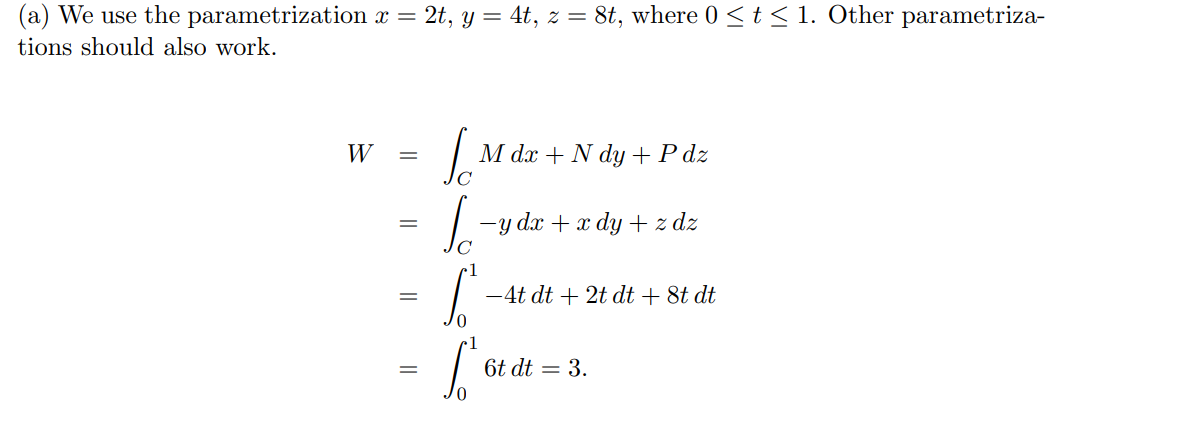 (a) We use the parametrization x = 2t, y = 4t, z = 8t, where 0 ≤ t ≤ 1. Other parametriza-
tions should also work.
W = ∫_C M dx + N dy + P dz
= ∫_C −y dx + x dy + z dz
= ∫_0^1 −4t dt + 2t dt + 8t dt
= ∫_0^1 6t dt = 3.